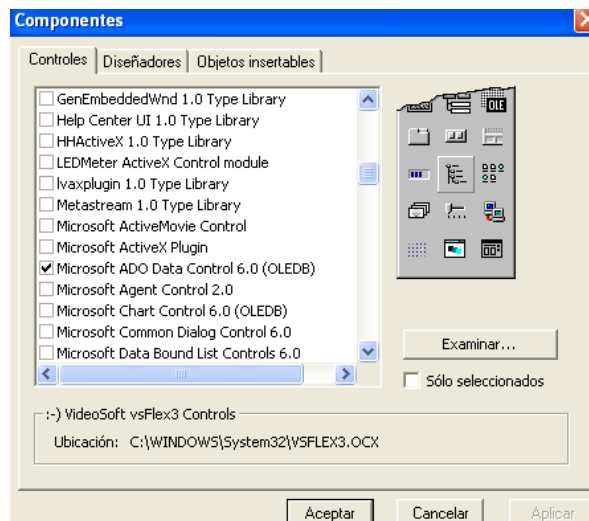 Componentes
Controles Diseñadores Objetos insertables
GenEmbeddedWnd 1.0 Type Library
Help Center UI 1.0 Type Library
HHActiveX 1.0 Type Library
LEDMeter ActiveX Control module
lvaxplugin 1.0 Type Library
Metastream 1.0 Type Library
Microsoft ActiveMovie Control
Microsoft ActiveX Plugin
Microsoft ADO Data Control 6.0 (OLEDB)
Microsoft Agent Control 2.0
Microsoft Chart Control 6.0 (OLEDB)
Microsoft Common Dialog Control 6.0
Microsoft Data Bound List Controls 6.0
OLE
Examinar...
Sólo seleccionados
:-) VideoSoft vsFlex3 Controls
Ubicación: C:\WINDOWS\System32\VSFLEX3.OCX
Aceptar Cancelar Aplicar